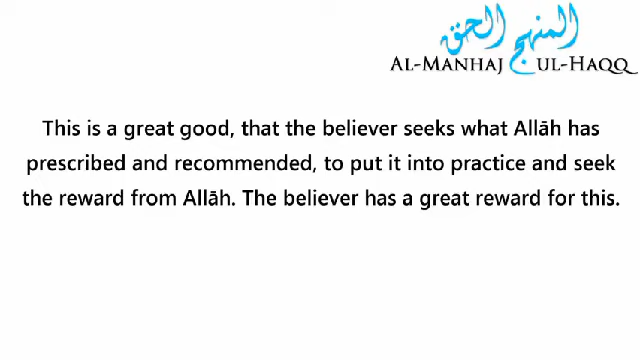 المنهج الحق
AL-MANHAJ UL-HAQQ
This is a great good, that the believer seeks what Allāh has
prescribed and recommended, to put it into practice and seek
the reward from Allāh. The believer has a great reward for this.